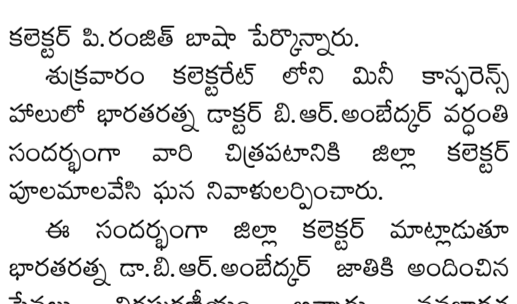 కలెక్టర్ పి.రంజిత్ బాషా పేర్కొన్నారు.
శుక్రవారం కలెక్టరేట్ లోని మినీ కాన్ఫరెన్స్
హాలులో భారతరత్న డాక్టర్ బి.ఆర్.అంబేద్కర్ వర్ధంతి
సందర్భంగా వారి చిత్రపటానికి జిల్లా కలెక్టర్
పూలమాలవేసి ఘన నివాళులర్పించారు.
ఈ సందర్భంగా జిల్లా కలెక్టర్ మాట్లాడుతూ
భారతరత్న డా.బి.ఆర్.అంబేద్కర్ జాతికి అందించిన